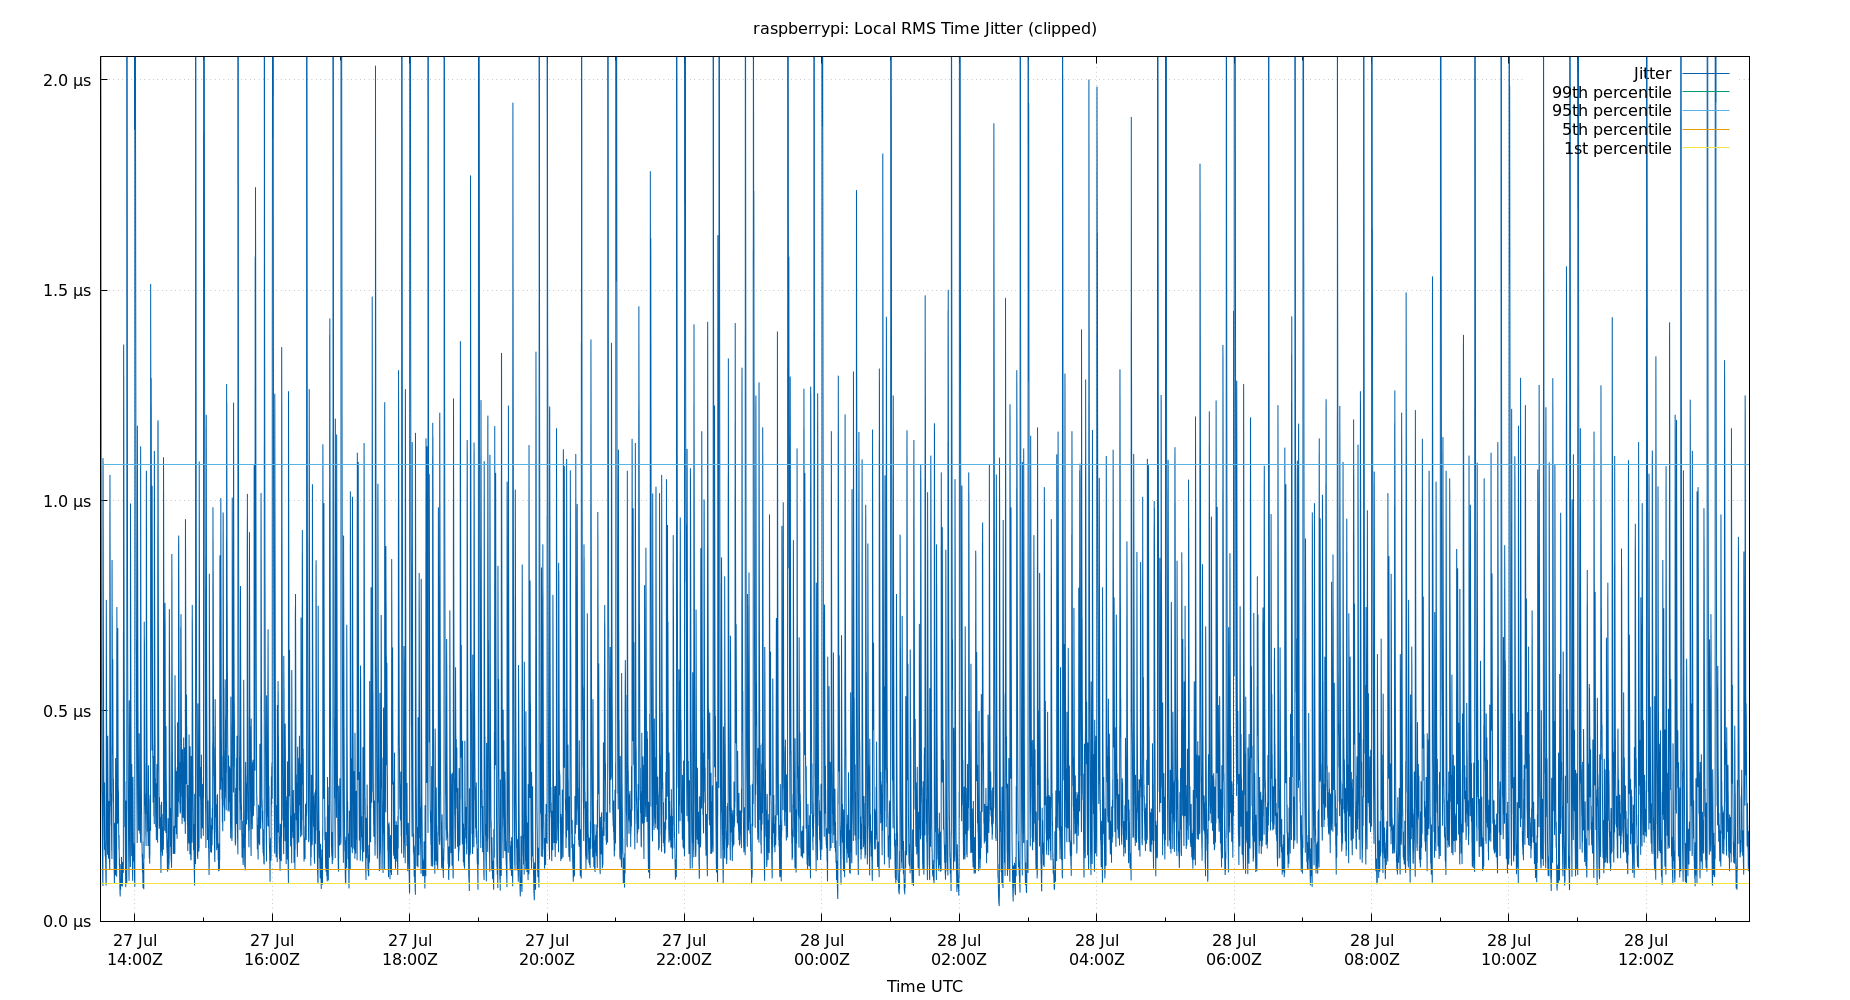 raspberrypi: Local RMS Time Jitter (clipped)
2.0 μs
1.5 μs
1.0 μs
0.5 μs
0.0 μs
Jitter
99th percentile
95th percentile
5th percentile
1st percentile
27 Jul 27 Jul 27 Jul 27 Jul 27 Jul 28 Jul 28 Jul 28 Jul 28 Jul 28 Jul 28 Jul 28 Jul
14:00Z 16:00Z 18:00Z 20:00Z 22:00Z 00:00Z 02:00Z 04:00Z 06:00Z 08:00Z 10:00Z 12:00Z
Time UTC